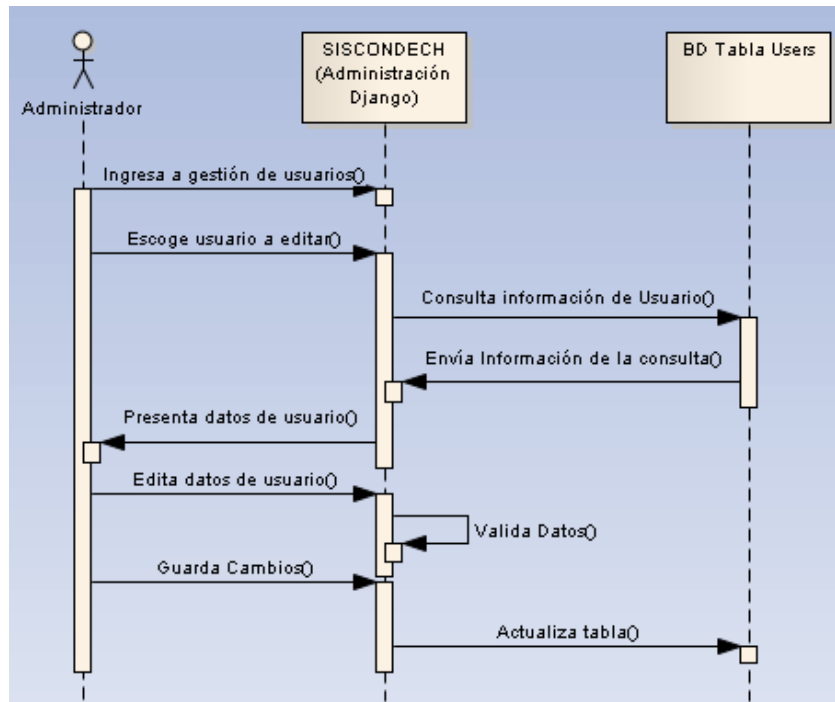 SISCONDECH
(Administración
Django)
BD Tabla Users
Administrador
Ingresa a gestión de usuarios()
Escoge usuario a editar()
Consulta información de Usuario()
Envía Información de la consulta()
Presenta datos de usuario()
Edita datos de usuario()
Valida Datos()
Guarda Cambios()
Actualiza tabla()